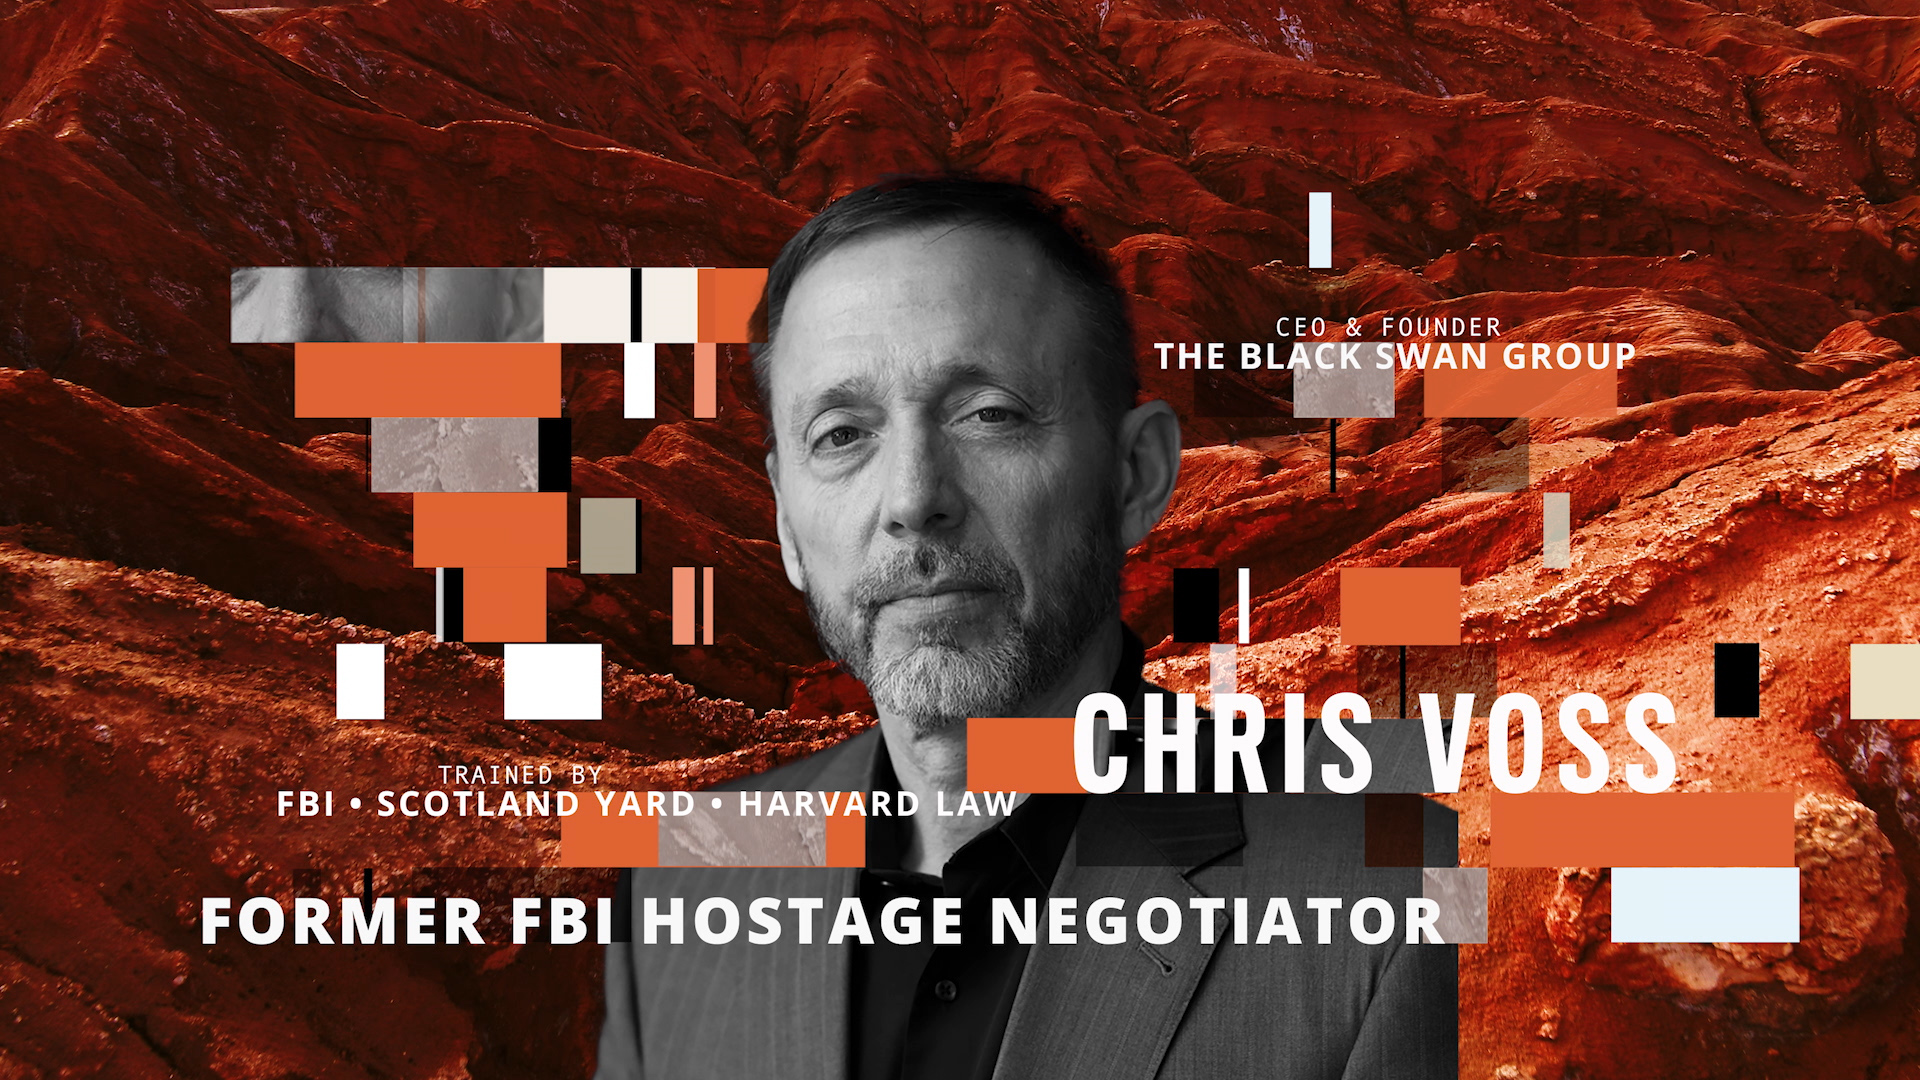 CEO & FOUNDER
THE BLACK SWAN GROUP
CHRIS VOSS
TRAINED BY
FBI • SCOTLAND YARD • HARVARD LAW
FORMER FBI HOSTAGE NEGOTIATOR